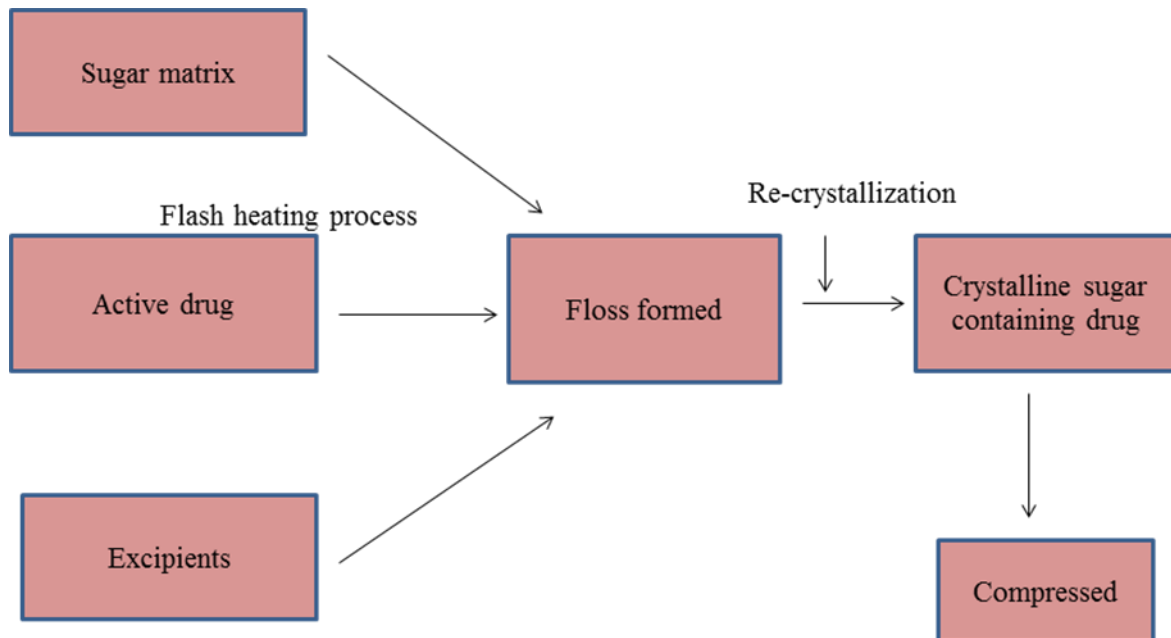 Sugar matrix
Re-crystallization
Flash heating process
Active drug
Floss formed
Crystalline sugar
containing drug
Excipients
Compressed